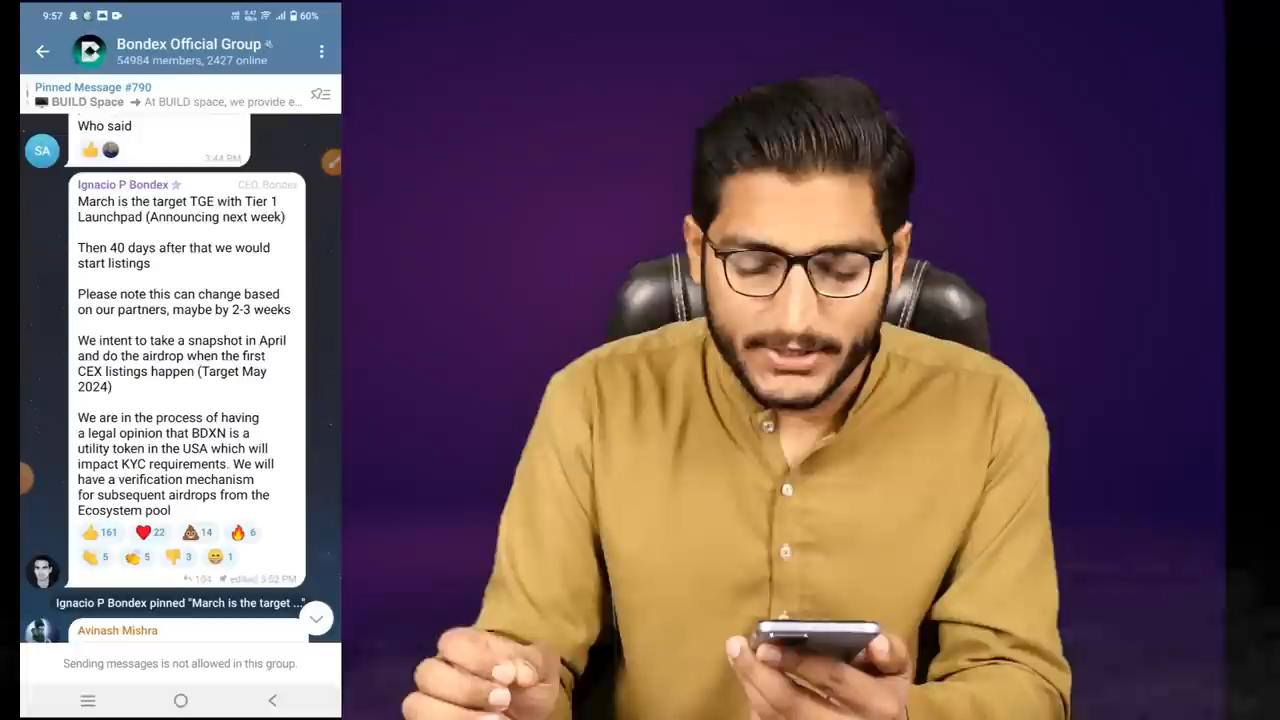 9:57
60%
Bondex Official Group
54984 members, 2427 online
Pinned Message #790
BUILD Space ➞ At BUILD space, we provide e...
Who said
👍
3:44 PM
SA
Ignacio P Bondex CEO, Bondex
March is the target TGE with Tier 1
Launchpad (Announcing next week)
Then 40 days after that we would
start listings
Please note this can change based
on our partners, maybe by 2-3 weeks
We intent to take a snapshot in April
and do the airdrop when the first
CEX listings happen (Target May
2024)
We are in the process of having
a legal opinion that BDXN is a
utility token in the USA which will
impact KYC requirements. We will
have a verification mechanism
for subsequent airdrops from the
Ecosystem pool
👍 161 ❤ 22 💩 14 🔥 6
👏 5 👏 5 👎 3 😁 1
104 edited 3:52 PM
Ignacio P Bondex pinned "March is the target ..."
Avinash Mishra
Sending messages is not allowed in this group.